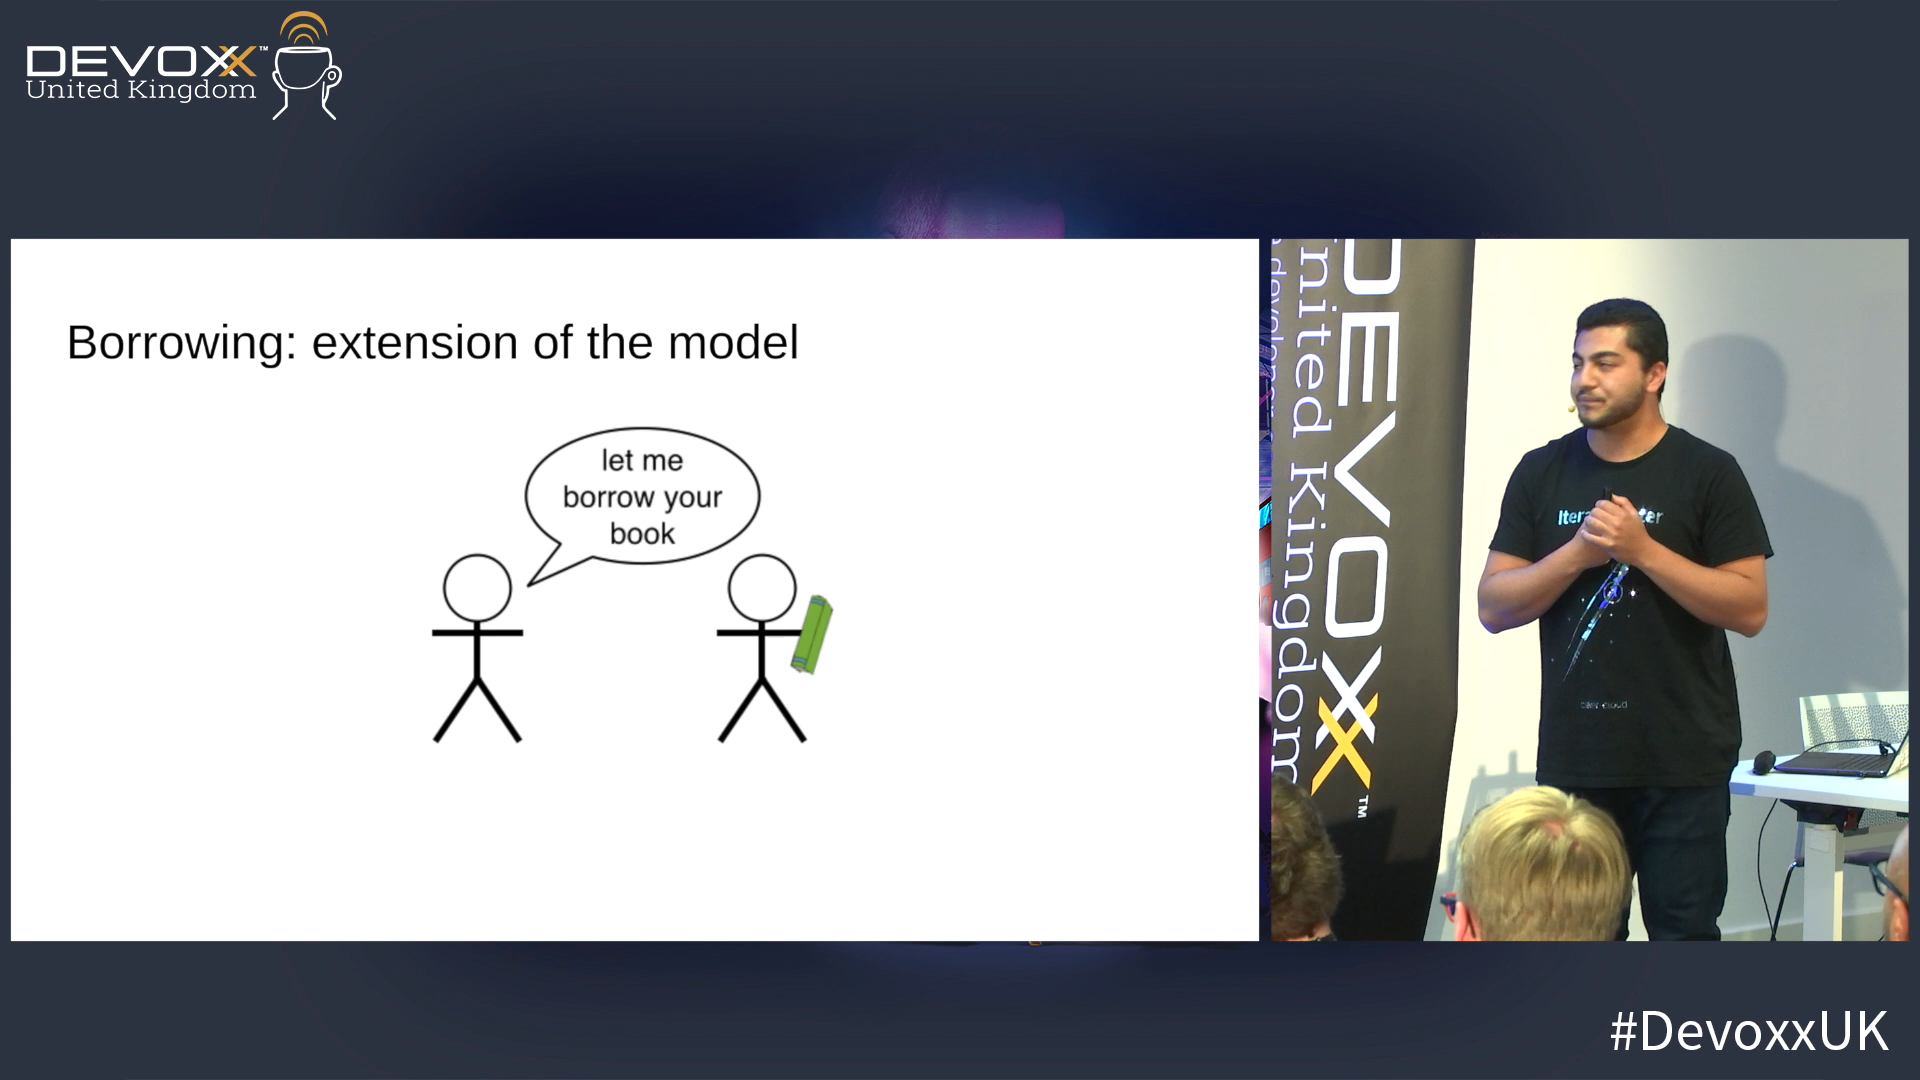 DEVOXX™
United Kingdom
Borrowing: extension of the model
let me
borrow your
book
DEVOXX™
United Kingdom
#DevoxxUK